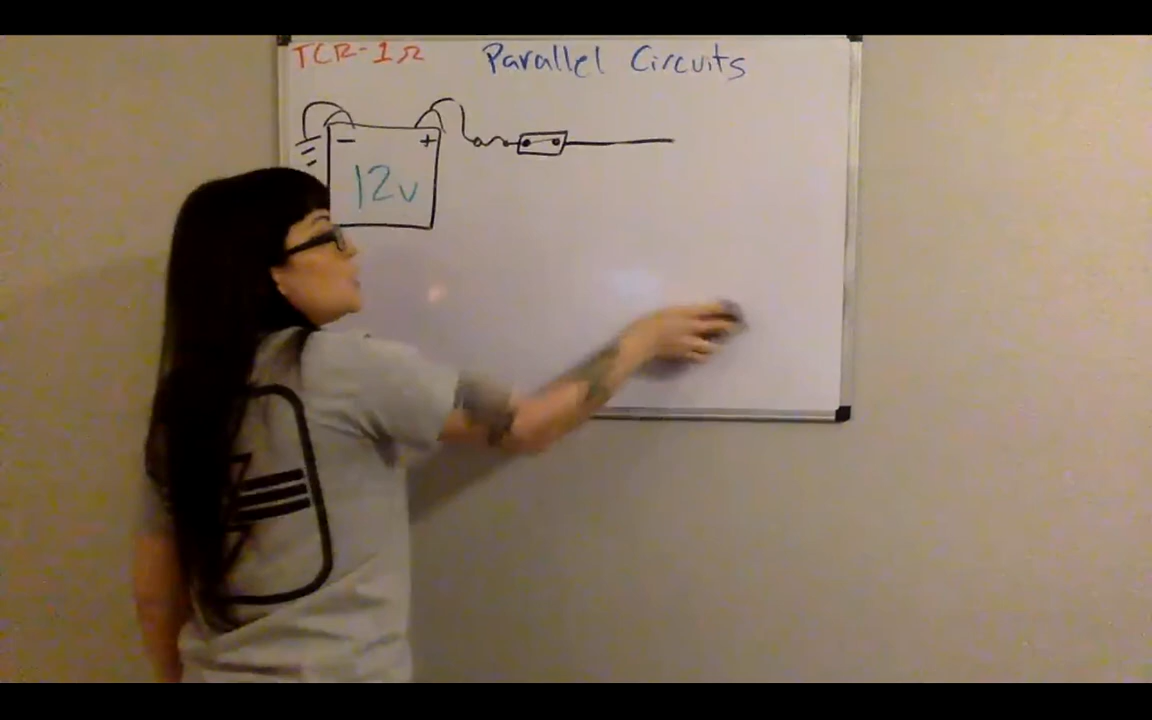 TCR-1Ω
Parallel Circuits
- +
12v